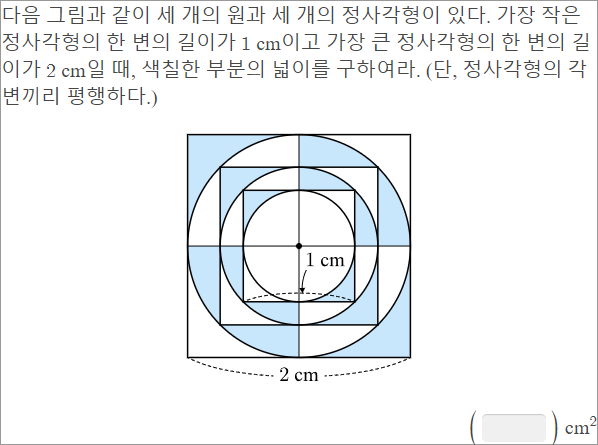 다음 그림과 같이 세 개의 원과 세 개의 정사각형이 있다. 가장 작은
정사각형의 한 변의 길이가 1 cm이고 가장 큰 정사각형의 한 변의 길
이가 2 cm일 때, 색칠한 부분의 넓이를 구하여라. (단, 정사각형의 각
변끼리 평행하다.)
1 cm
2 cm
( ) cm²